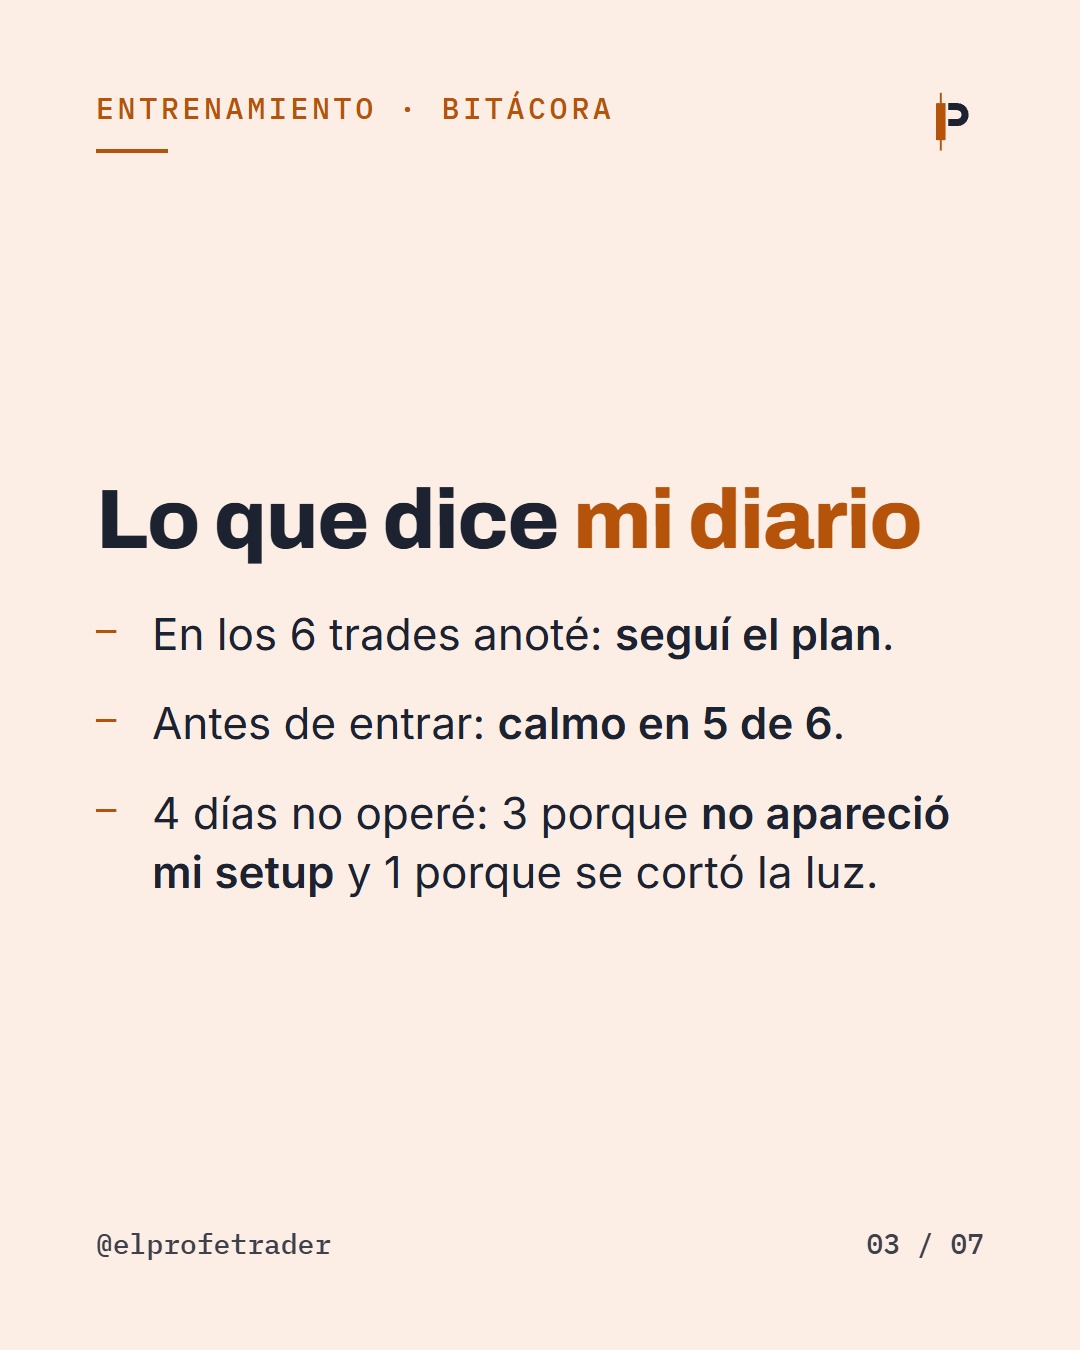 ENTRENAMIENTO · BITÁCORA
Lo que dice mi diario
– En los 6 trades anoté: seguí el plan.
– Antes de entrar: calmo en 5 de 6.
– 4 días no operé: 3 porque no apareció
mi setup y 1 porque se cortó la luz.
@elprofetrader
03 / 07